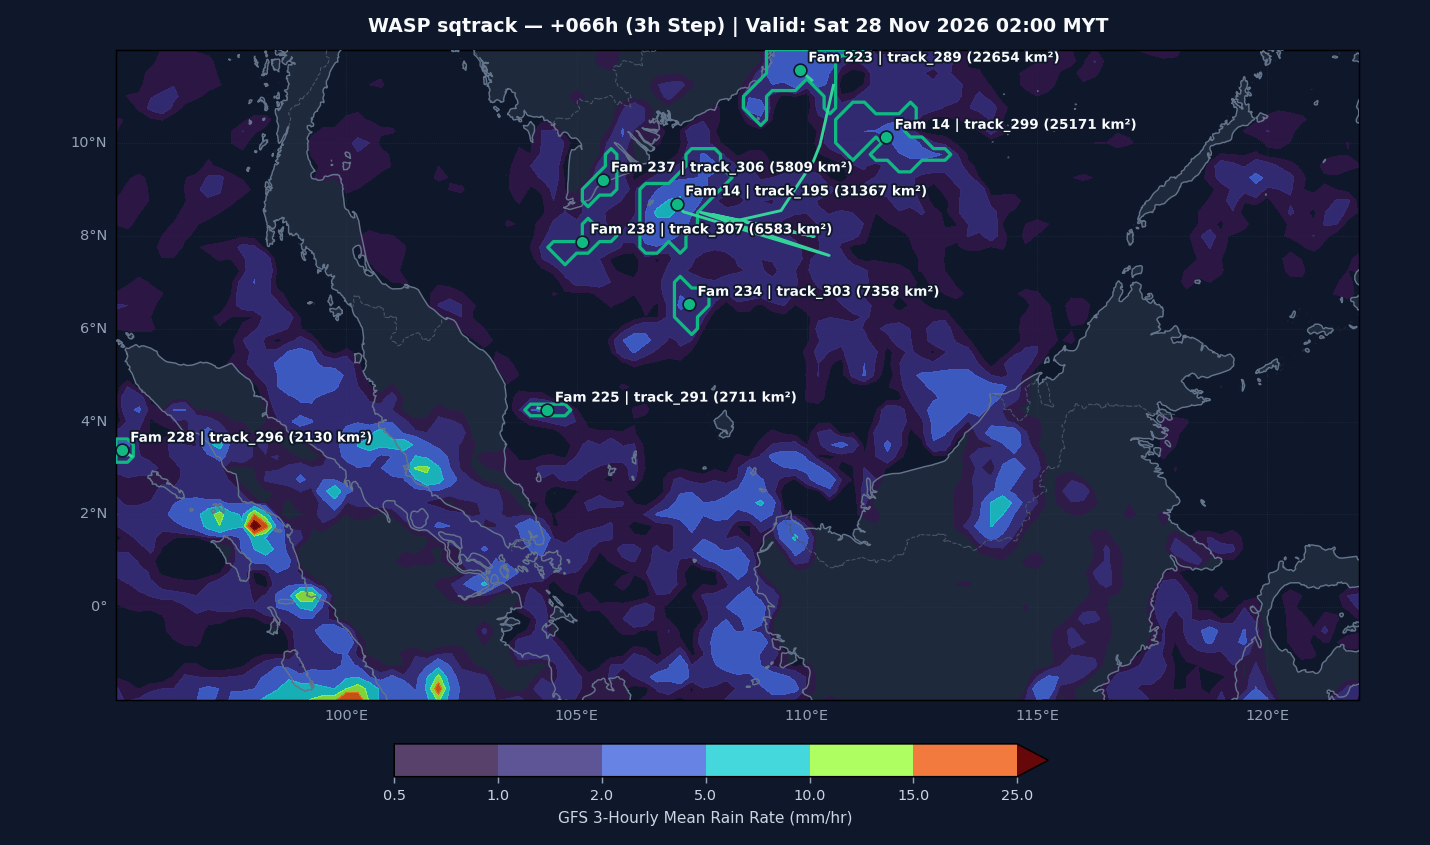 WASP sqtrack — +066h (3h Step) | Valid: Sat 28 Nov 2026 02:00 MYT
Fam 223 | track_289 (22654 km²)
Fam 14 | track_299 (25171 km²)
10°N
Fam 237 | track_306 (5809 km²)
Fam 14 | track_195 (31367 km²)
Fam 238 | track_307 (6583 km²)
8°N
Fam 234 | track_303 (7358 km²)
6°N
Fam 225 | track_291 (2711 km²)
4°N
Fam 228 | track_296 (2130 km²)
2°N
0°
100°E 105°E 110°E 115°E 120°E
0.5 1.0 2.0 5.0 10.0 15.0 25.0
GFS 3-Hourly Mean Rain Rate (mm/hr)